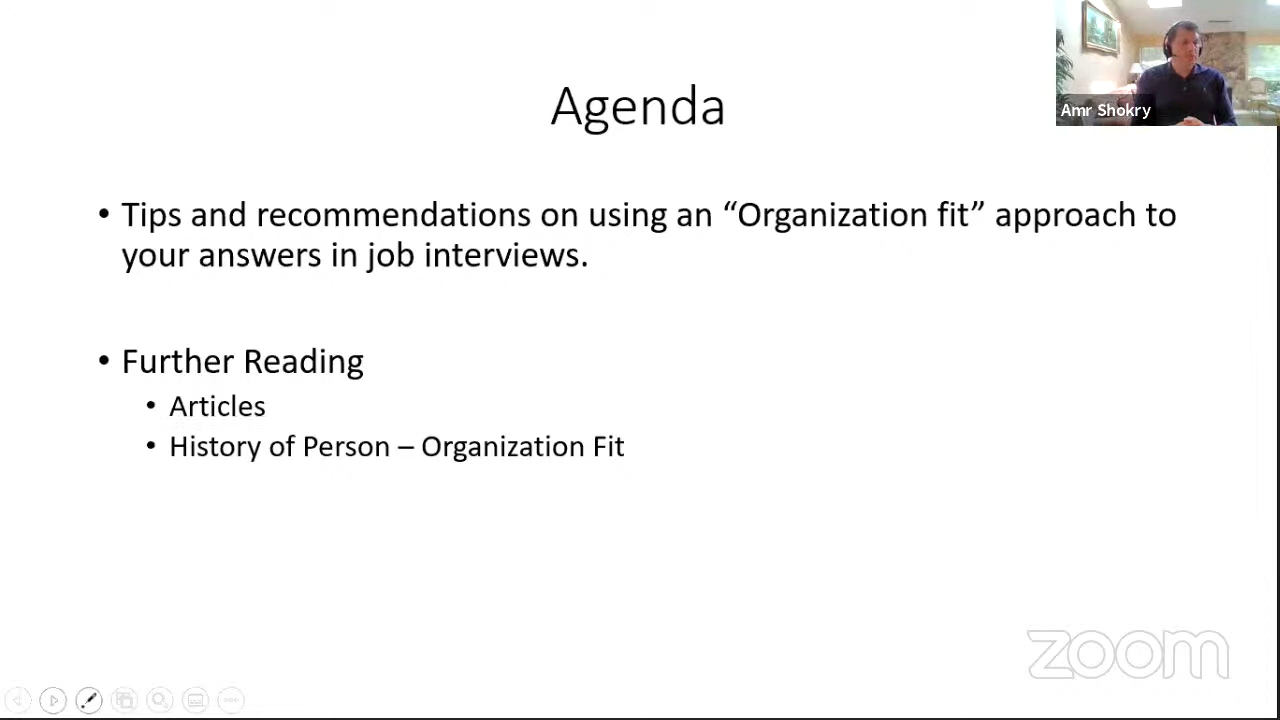 Amr Shokry
Agenda
• Tips and recommendations on using an “Organization fit” approach to
your answers in job interviews.
• Further Reading
• Articles
• History of Person – Organization Fit
zoom